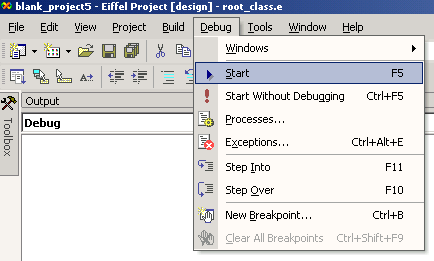 blank_project5 - Eiffel Project [design] - root_class.e
File Edit View Project Build Debug Tools Window Help
Windows
Start F5
Start Without Debugging Ctrl+F5
Processes...
Exceptions... Ctrl+Alt+E
Step Into F11
Step Over F10
New Breakpoint... Ctrl+B
Clear All Breakpoints Ctrl+Shift+F9
Toolbox
Output
Debug